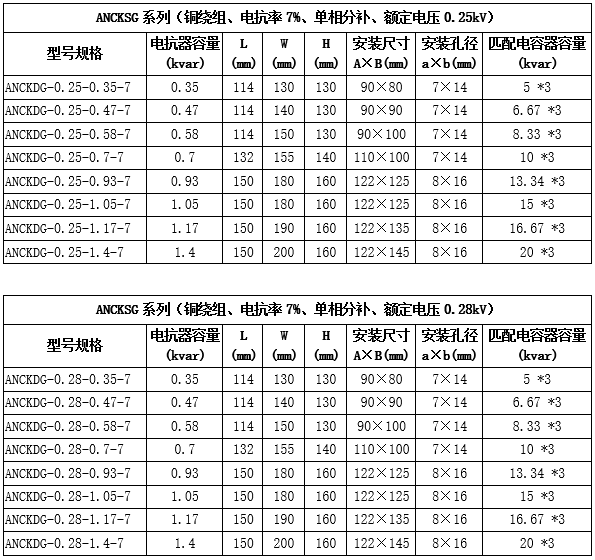 ANCKSG 系列（铜绕组、电抗率 7%、单相分补、额定电压 0.25kV）
型号规格 电抗器容量(kvar) L(mm) W(mm) H(mm) 安装尺寸A×B(mm) 安装孔径a×b(mm) 匹配电容器容量(kvar)
ANCKDG-0.25-0.35-7 0.35 114 130 130 90×80 7×14 5 *3
ANCKDG-0.25-0.47-7 0.47 114 140 130 90×90 7×14 6.67 *3
ANCKDG-0.25-0.58-7 0.58 114 150 130 90×100 7×14 8.33 *3
ANCKDG-0.25-0.7-7 0.7 132 155 140 110×100 7×14 10 *3
ANCKDG-0.25-0.93-7 0.93 150 180 160 122×125 8×16 13.34 *3
ANCKDG-0.25-1.05-7 1.05 150 180 160 122×125 8×16 15 *3
ANCKDG-0.25-1.17-7 1.17 150 190 160 122×135 8×16 16.67 *3
ANCKDG-0.25-1.4-7 1.4 150 200 160 122×145 8×16 20 *3
ANCKSG 系列（铜绕组、电抗率 7%、单相分补、额定电压 0.28kV）
型号规格 电抗器容量(kvar) L(mm) W(mm) H(mm) 安装尺寸A×B(mm) 安装孔径a×b(mm) 匹配电容器容量(kvar)
ANCKDG-0.28-0.35-7 0.35 114 130 130 90×80 7×14 5 *3
ANCKDG-0.28-0.47-7 0.47 114 140 130 90×90 7×14 6.67 *3
ANCKDG-0.28-0.58-7 0.58 114 150 130 90×100 7×14 8.33 *3
ANCKDG-0.28-0.7-7 0.7 132 155 140 110×100 7×14 10 *3
ANCKDG-0.28-0.93-7 0.93 150 180 160 122×125 8×16 13.34 *3
ANCKDG-0.28-1.05-7 1.05 150 180 160 122×125 8×16 15 *3
ANCKDG-0.28-1.17-7 1.17 150 190 160 122×135 8×16 16.67 *3
ANCKDG-0.28-1.4-7 1.4 150 200 160 122×145 8×16 20 *3